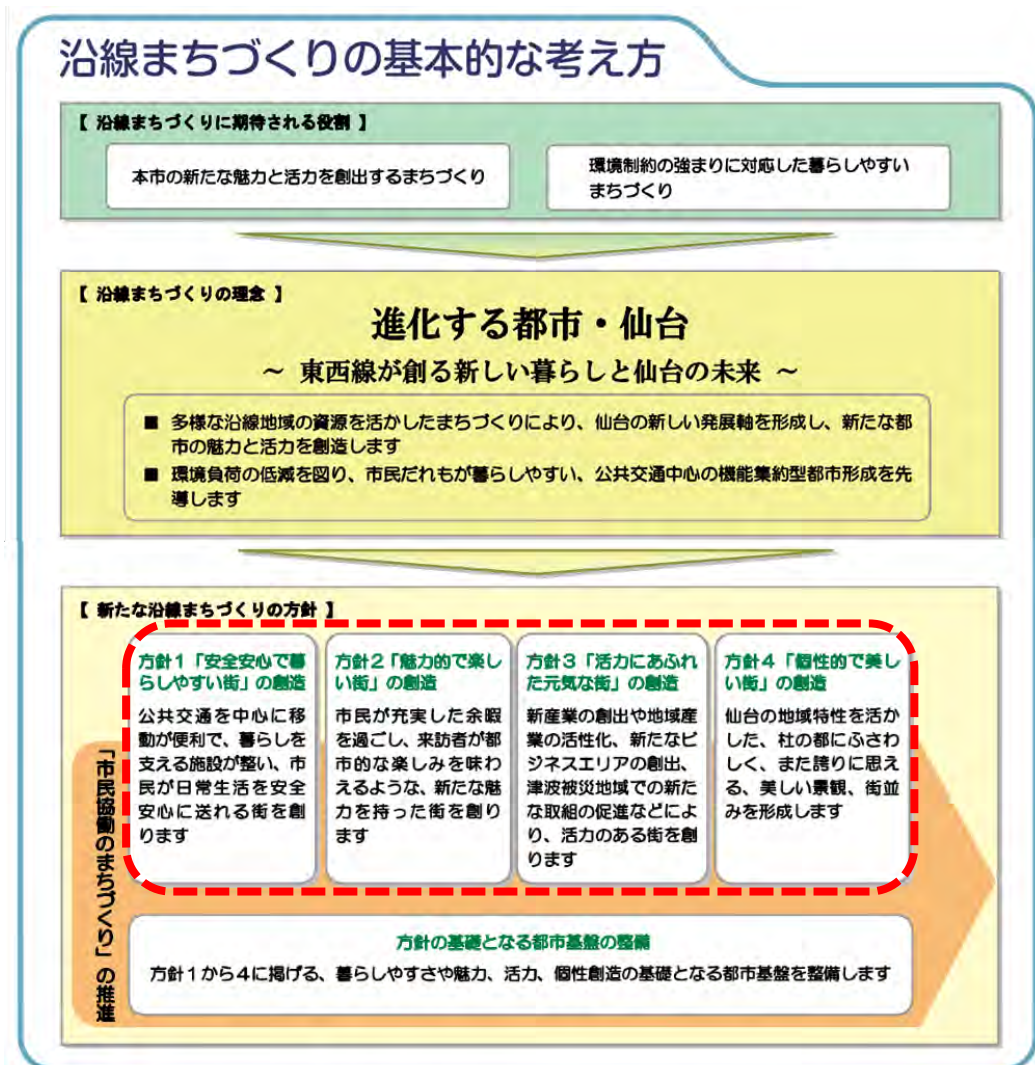 沿線まちづくりの基本的な考え方
【 沿線まちづくりに期待される役割 】
本市の新たな魅力と活力を創出するまちづくり
環境制約の強まりに対応した暮らしやすい
まちづくり
【 沿線まちづくりの理念 】
進化する都市・仙台
~ 東西線が創る新しい暮らしと仙台の未来 ~
■ 多様な沿線地域の資源を活かしたまちづくりにより、仙台の新しい発展軸を形成し、新たな都
市の魅力と活力を創造します
■ 環境負荷の低減を図り、市民だれもが暮らしやすい、公共交通中心の機能集約型都市形成を先
導します
【 新たな沿線まちづくりの方針 】
方針1「安全安心で暮
らしやすい街」の創造
公共交通を中心に移
動が便利で、暮らしを
支える施設が整い、市
民が日常生活を安全
安心に送れる街を創
ります
方針2「魅力的で楽し
い街」の創造
市民が充実した余暇
を過ごし、来訪者が都
市的な楽しみを味わ
えるような、新たな魅
力を持った街を創り
ます
方針3「活力にあふれ
た元気な街」の創造
新産業の創出や地域産
業の活性化、新たなビ
ジネスエリアの創出、
津波被災地域での新た
な取組の促進などによ
り、活力のある街を創
ります
方針4「個性的で美し
い街」の創造
仙台の地域特性を活か
した、杜の都にふさわ
しく、また誇りに思え
る、美しい景観、街並
みを形成します
「市民協働のまちづくり」の推進
方針の基礎となる都市基盤の整備
方針1から4に掲げる、暮らしやすさや魅力、活力、個性創造の基礎となる都市基盤を整備します